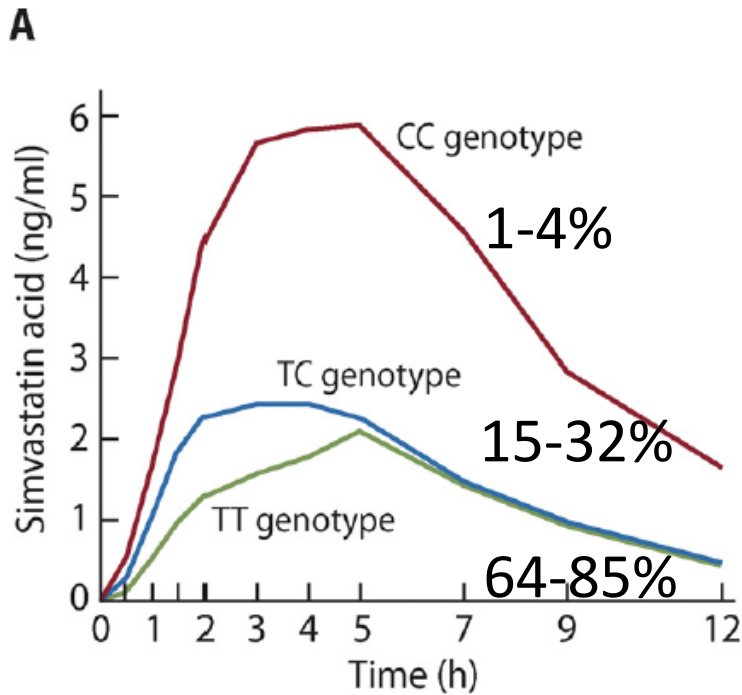 A
Simvastatin acid (ng/ml)
6
5
4
3
2
1
0
CC genotype
1-4%
TC genotype
15-32%
TT genotype
64-85%
0 1 2 3 4 5 7 9 12
Time (h)